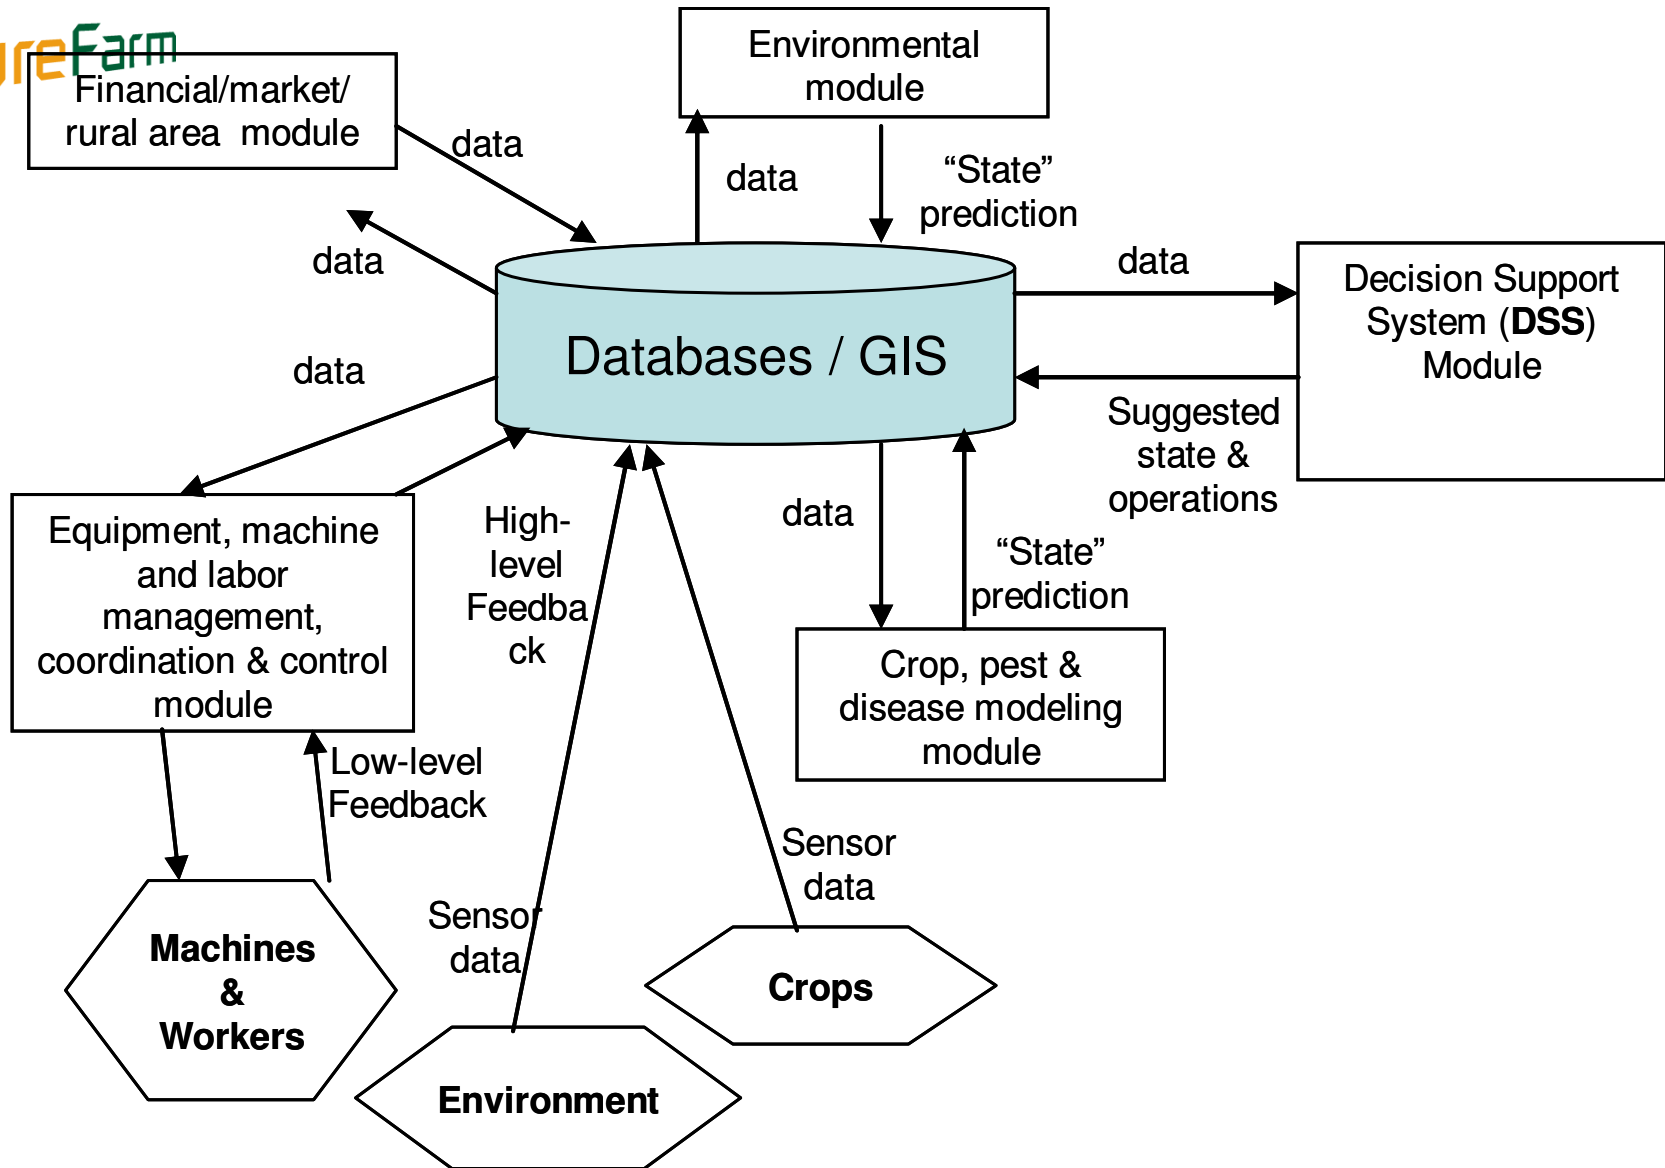 ureFarm
Financial/market/
rural area module
data
data
Environmental
module
data
“State”
prediction
data
Decision Support
System (DSS)
Module
Databases / GIS
data
Suggested
state &
operations
Equipment, machine
and labor
management,
coordination & control
module
High-
level
Feedba
ck
data
“State”
prediction
Crop, pest &
disease modeling
module
Low-level
Feedback
Sensor
data
Sensor
data
Machines
&
Workers
Crops
Environment